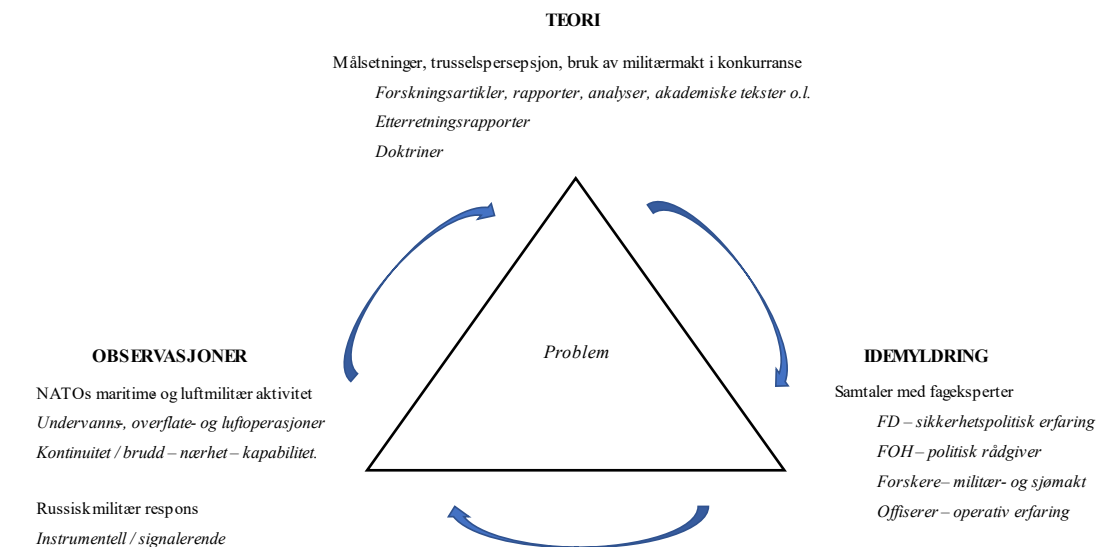 TEORI
Målsetninger, trusselspersepsjon, bruk av militærmakt i konkurranse
Forskningsartikler, rapporter, analyser, akademiske tekster o.l.
Etterretningsrapporter
Doktriner
Problem
OBSERVASJONER
NATOs maritime og luftmilitær aktivitet
Undervanns-, overflate- og luftoperasjoner
Kontinuitet / brudd – nærhet – kapabilitet.
Russisk militær respons
Instrumentell / signalerende
IDEMYLDRING
Samtaler med fageksperter
FD – sikkerhetspolitisk erfaring
FOH – politisk rådgiver
Forskere – militær- og sjømakt
Offiserer – operativ erfaring